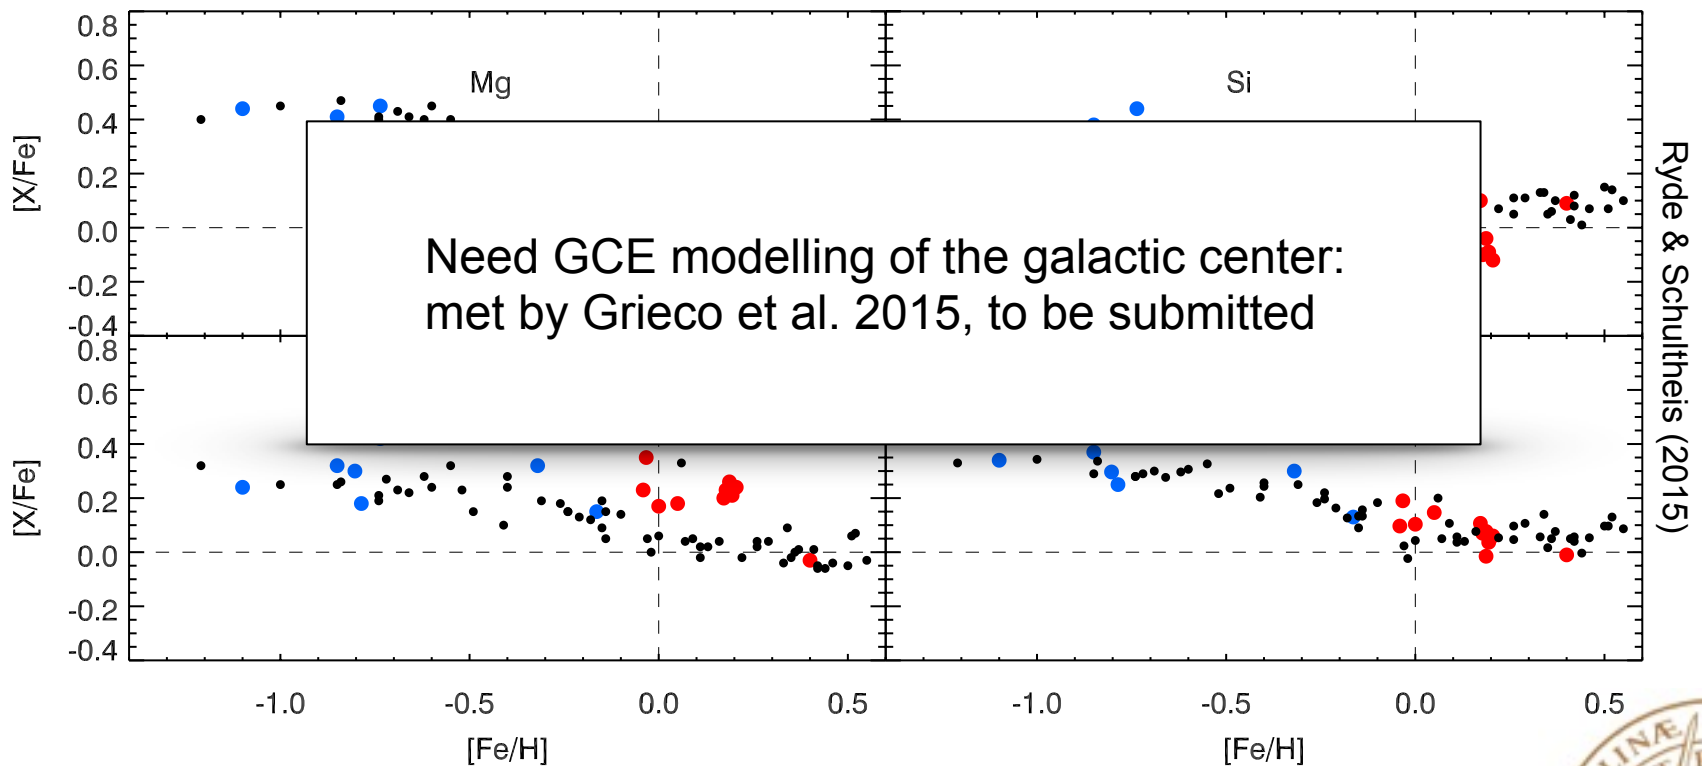 0.8
0.6
0.4
0.2
0.0
-0.2
-0.4
[X/Fe]
Mg
Si
Need GCE modelling of the galactic center:
met by Grieco et al. 2015, to be submitted
0.8
0.6
0.4
0.2
0.0
-0.2
-0.4
[X/Fe]
-1.0 -0.5 0.0 0.5
-1.0 -0.5 0.0 0.5
[Fe/H]
[Fe/H]
Ryde & Schultheis (2015)